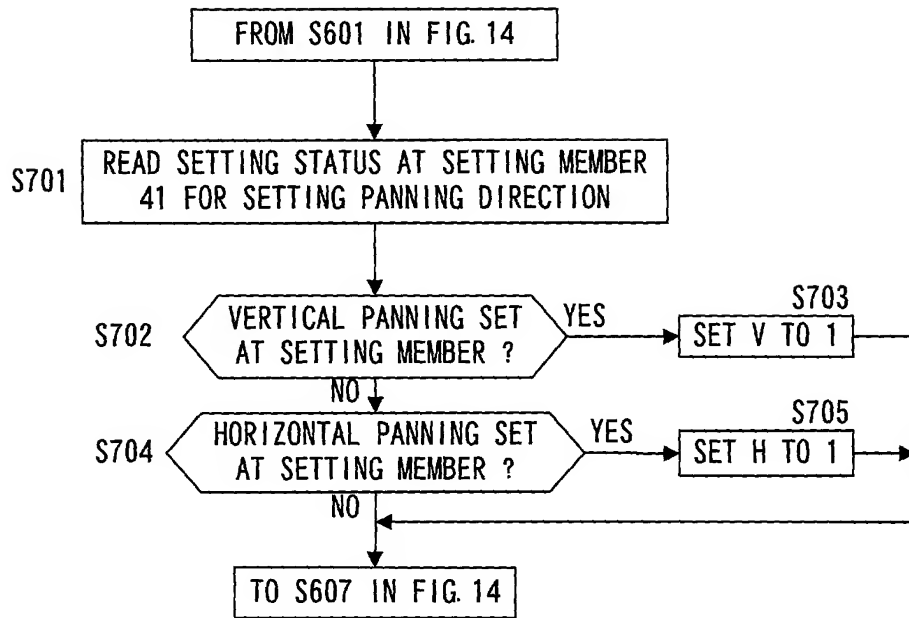 FROM S601 IN FIG. 14
S701
READ SETTING STATUS AT SETTING MEMBER
41 FOR SETTING PANNING DIRECTION
S702
VERTICAL PANNING SET
AT SETTING MEMBER ?
YES
S703
SET V TO 1
NO
S704
HORIZONTAL PANNING SET
AT SETTING MEMBER ?
YES
S705
SET H TO 1
NO
TO S607 IN FIG. 14